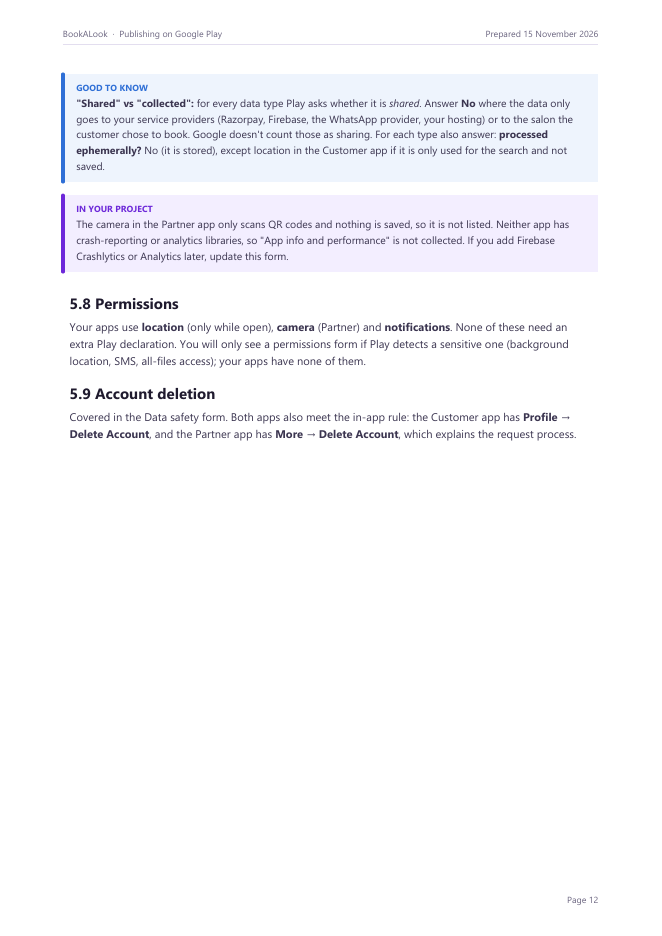 BookALook · Publishing on Google Play
Prepared 15 November 2026
GOOD TO KNOW
"Shared" vs "collected": for every data type Play asks whether it is shared. Answer No where the data only
goes to your service providers (Razorpay, Firebase, the WhatsApp provider, your hosting) or to the salon the
customer chose to book. Google doesn't count those as sharing. For each type also answer: processed
ephemerally? No (it is stored), except location in the Customer app if it is only used for the search and not
saved.
IN YOUR PROJECT
The camera in the Partner app only scans QR codes and nothing is saved, so it is not listed. Neither app has
crash-reporting or analytics libraries, so "App info and performance" is not collected. If you add Firebase
Crashlytics or Analytics later, update this form.
5.8 Permissions
Your apps use location (only while open), camera (Partner) and notifications. None of these need an
extra Play declaration. You will only see a permissions form if Play detects a sensitive one (background
location, SMS, all-files access); your apps have none of them.
5.9 Account deletion
Covered in the Data safety form. Both apps also meet the in-app rule: the Customer app has Profile →
Delete Account, and the Partner app has More → Delete Account, which explains the request process.
Page 12